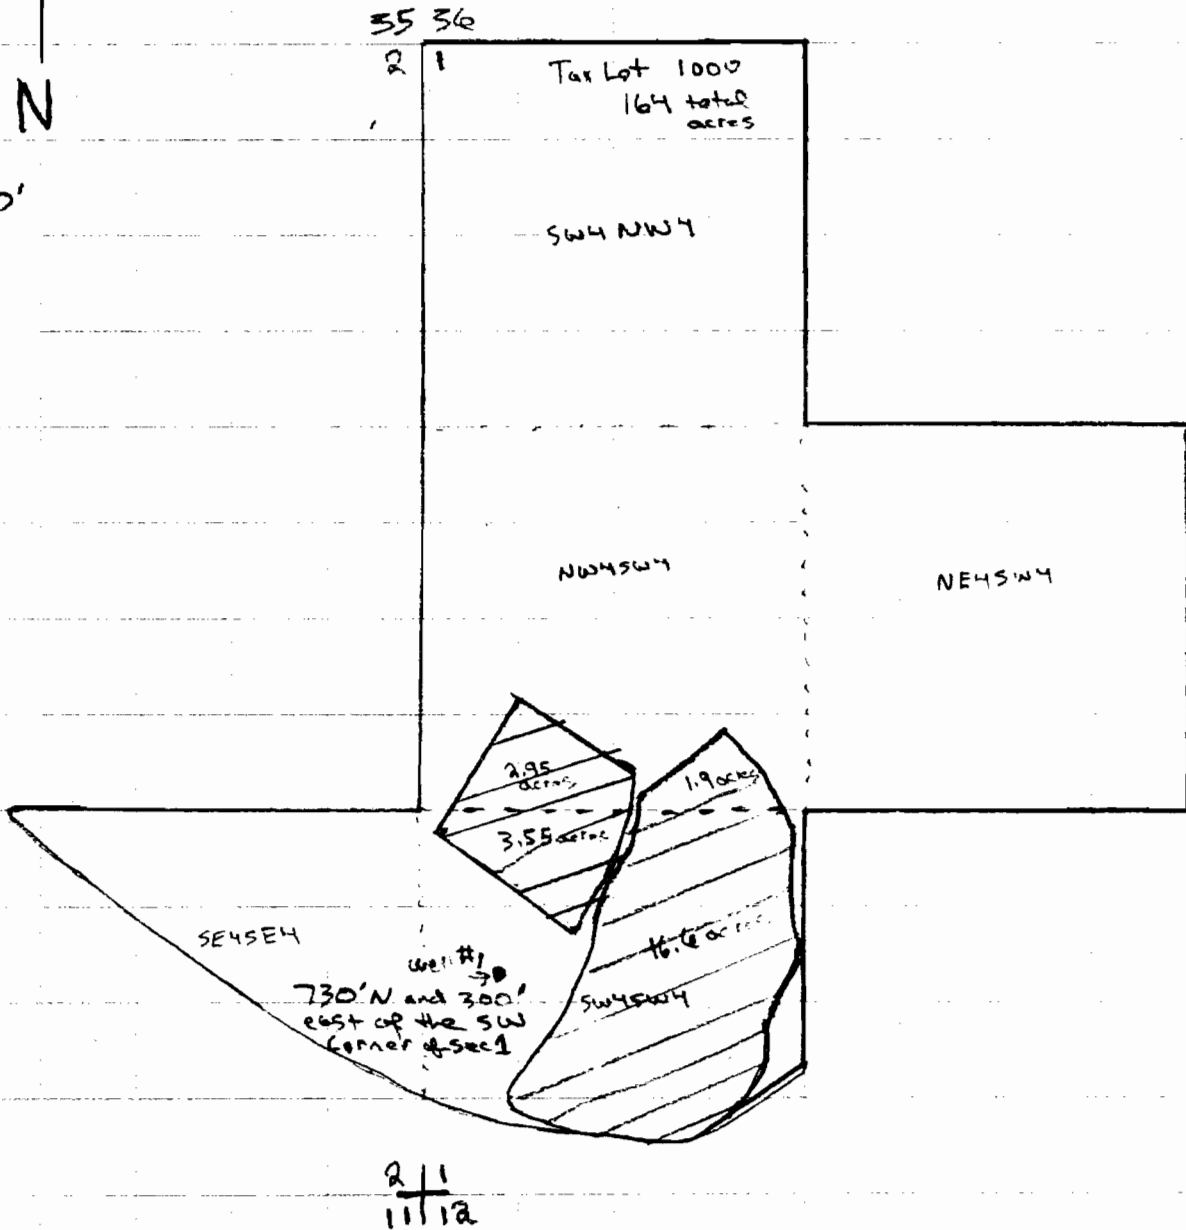 35 36
2 1
N
0'
Tax Lot 1000
164 total
acres
SW4 NW4
NW4SW4
NE4SW4
2.95
acres
1.9 acres
3.55 acres
SE4SE4
16.6 acres
well #1
730'N and 300'
east of the SW
corner of sec 1
SW4SW4
2 1
11 12